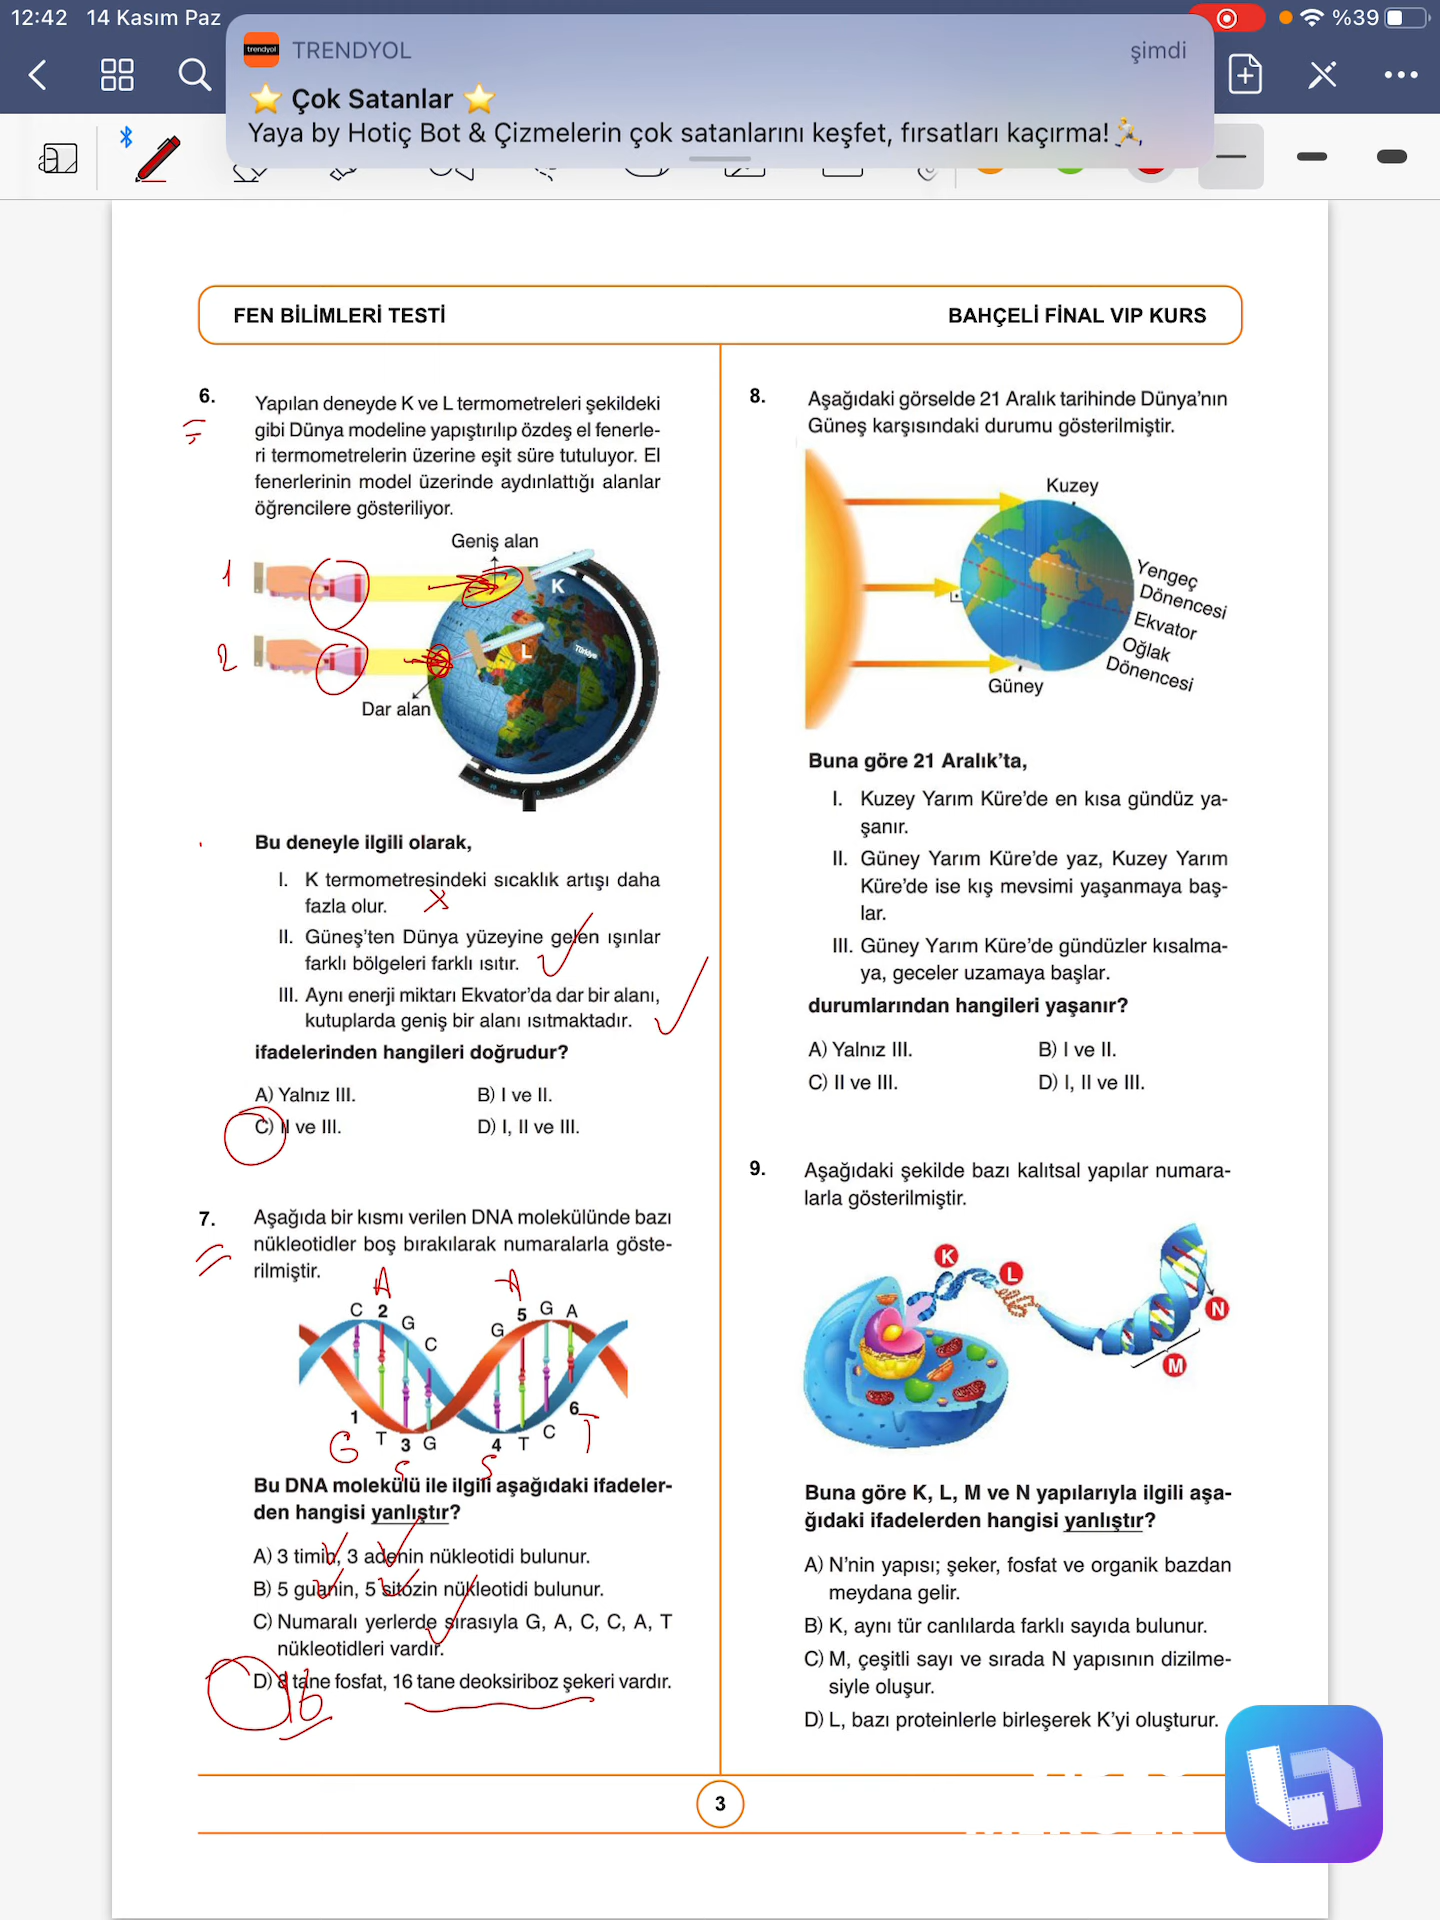 12:42 14 Kasım Paz
%39
trendyol
TRENDYOL
şimdi
⭐ Çok Satanlar ⭐
Yaya by Hotiç Bot & Çizmelerin çok satanlarını keşfet, fırsatları kaçırma!
FEN BİLİMLERİ TESTİ
BAHÇELİ FİNAL VIP KURS
6.
Yapılan deneyde K ve L termometreleri şekildeki
gibi Dünya modeline yapıştırılıp özdeş el fenerle-
ri termometrelerin üzerine eşit süre tutuluyor. El
fenerlerinin model üzerinde aydınlattığı alanlar
öğrencilere gösteriliyor.
Geniş alan
1
K
2
L
Türkiye
Dar alan
Bu deneyle ilgili olarak,
I. K termometresindeki sıcaklık artışı daha
fazla olur.
II. Güneş'ten Dünya yüzeyine gelen ışınlar
farklı bölgeleri farklı ısıtır.
III. Aynı enerji miktarı Ekvator'da dar bir alanı,
kutuplarda geniş bir alanı ısıtmaktadır.
ifadelerinden hangileri doğrudur?
A) Yalnız III.
B) I ve II.
C) II ve III.
D) I, II ve III.
7.
Aşağıda bir kısmı verilen DNA molekülünde bazı
nükleotidler boş bırakılarak numaralarla göste-
rilmiştir.
A
A
C 2 G C G 5 G A
1 T 3 G 4 T C 6
G S S T
Bu DNA molekülü ile ilgili aşağıdaki ifadeler-
den hangisi yanlıştır?
A) 3 timin, 3 adenin nükleotidi bulunur.
B) 5 guanin, 5 sitozin nükleotidi bulunur.
C) Numaralı yerlerde sırasıyla G, A, C, C, A, T
nükleotidleri vardır.
D) 8 tane fosfat, 16 tane deoksiriboz şekeri vardır.
16
8.
Aşağıdaki görselde 21 Aralık tarihinde Dünya'nın
Güneş karşısındaki durumu gösterilmiştir.
Kuzey
Yengeç
Dönencesi
Ekvator
Oğlak
Dönencesi
Güney
Buna göre 21 Aralık'ta,
I. Kuzey Yarım Küre'de en kısa gündüz ya-
şanır.
II. Güney Yarım Küre'de yaz, Kuzey Yarım
Küre'de ise kış mevsimi yaşanmaya baş-
lar.
III. Güney Yarım Küre'de gündüzler kısalma-
ya, geceler uzamaya başlar.
durumlarından hangileri yaşanır?
A) Yalnız III.
B) I ve II.
C) II ve III.
D) I, II ve III.
9.
Aşağıdaki şekilde bazı kalıtsal yapılar numara-
larla gösterilmiştir.
K
L
N
M
Buna göre K, L, M ve N yapılarıyla ilgili aşa-
ğıdaki ifadelerden hangisi yanlıştır?
A) N'nin yapısı; şeker, fosfat ve organik bazdan
meydana gelir.
B) K, aynı tür canlılarda farklı sayıda bulunur.
C) M, çeşitli sayı ve sırada N yapısının dizilme-
siyle oluşur.
D) L, bazı proteinlerle birleşerek K'yi oluşturur.
3